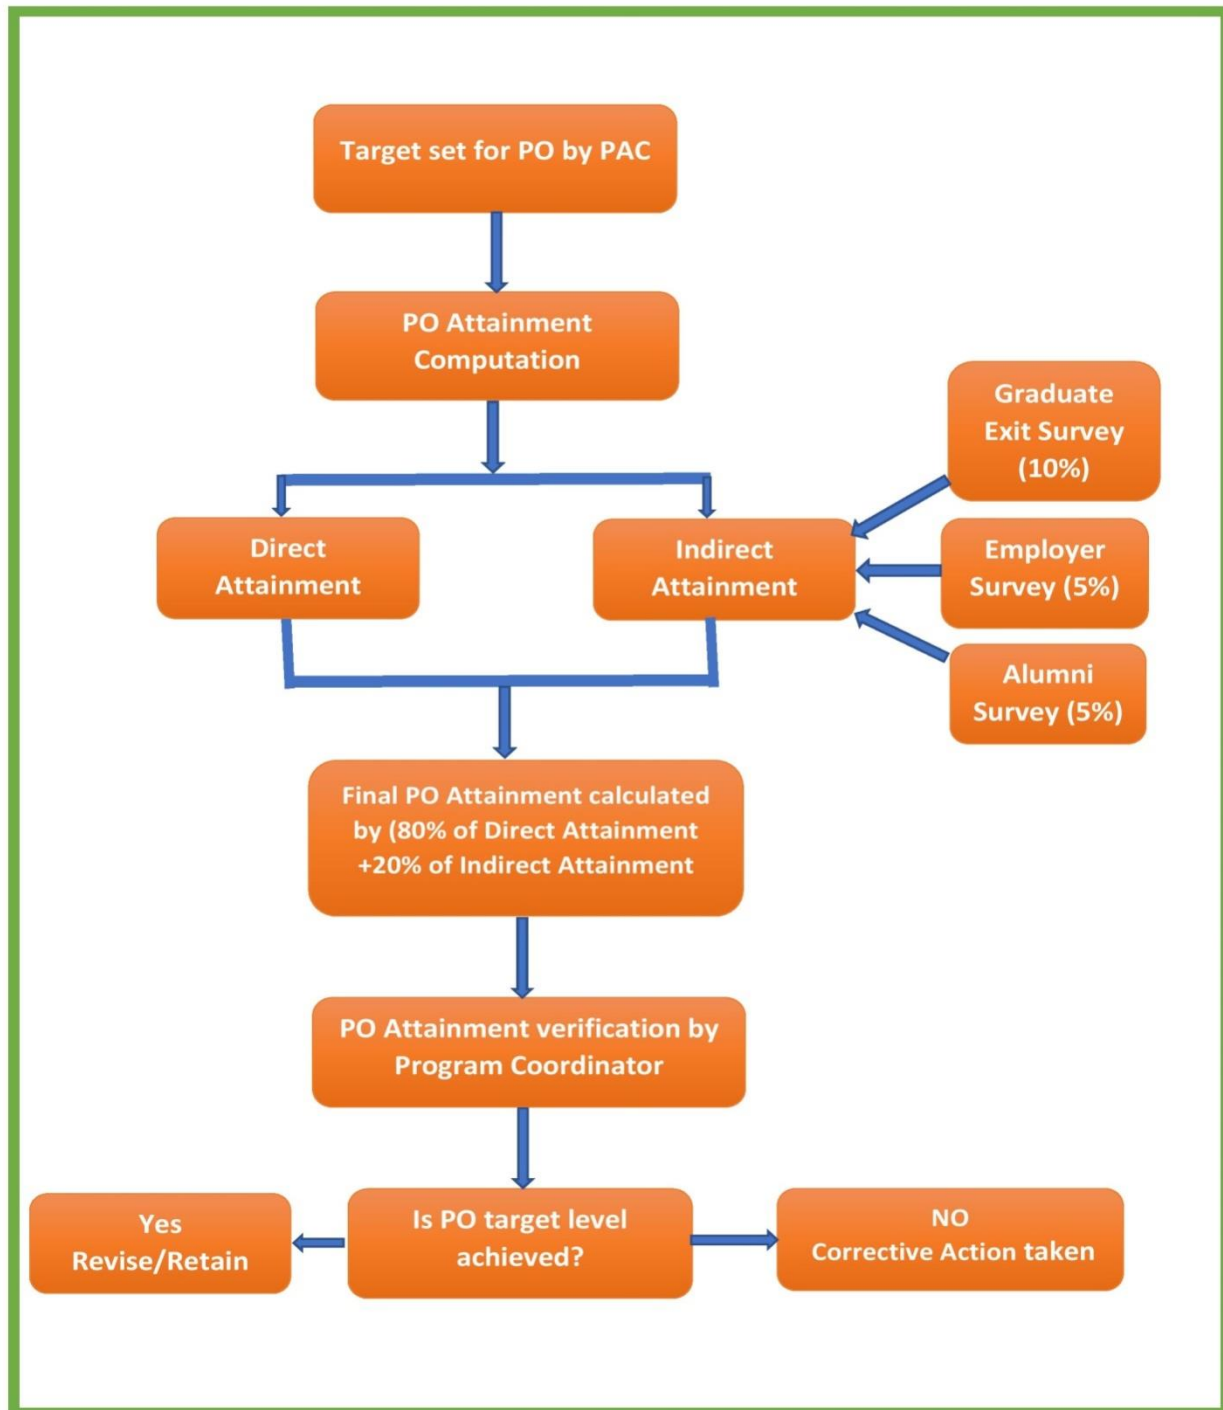 Target set for PO by PAC
PO Attainment
Computation
Graduate
Exit Survey
(10%)
Direct
Attainment
Indirect
Attainment
Employer
Survey (5%)
Alumni
Survey (5%)
Final PO Attainment calculated
by (80% of Direct Attainment
+20% of Indirect Attainment
PO Attainment verification by
Program Coordinator
Yes
Revise/Retain
Is PO target level
achieved?
NO
Corrective Action taken